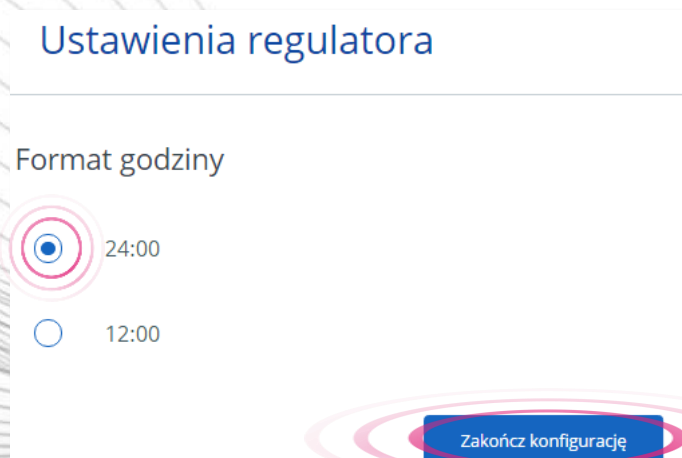 Ustawienia regulatora
Format godziny
24:00
12:00
Zakończ konfigurację